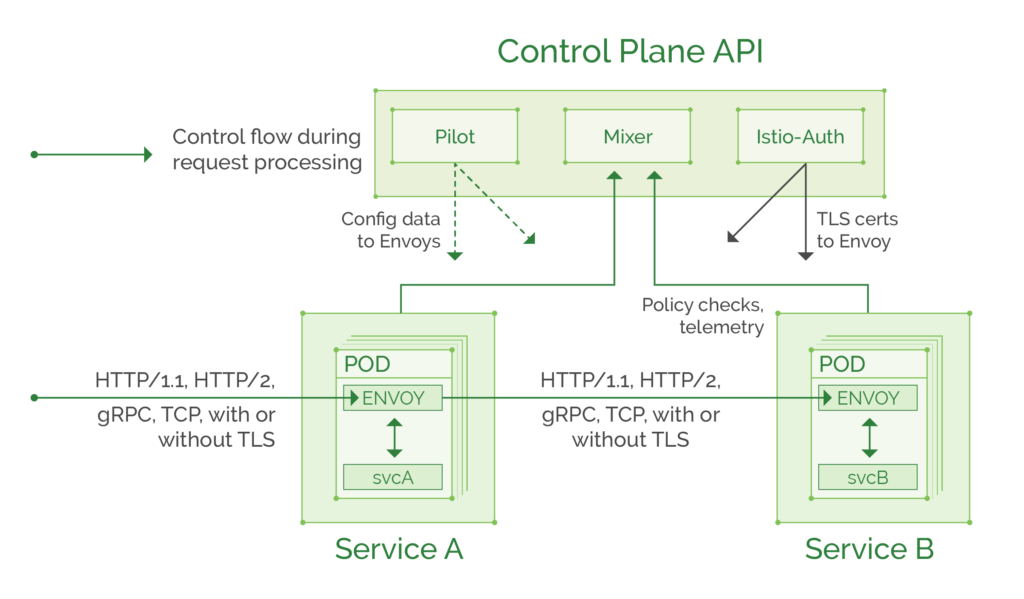 Control Plane API
Control flow during
request processing
Pilot
Mixer
Istio-Auth
Config data
to Envoys
TLS certs
to Envoy
Policy checks,
telemetry
POD
HTTP/1.1, HTTP/2,
ENVOY
gRPC, TCP, with or
without TLS
svcA
Service A
HTTP/1.1, HTTP/2,
gRPC, TCP, with or
without TLS
POD
ENVOY
svcB
Service B